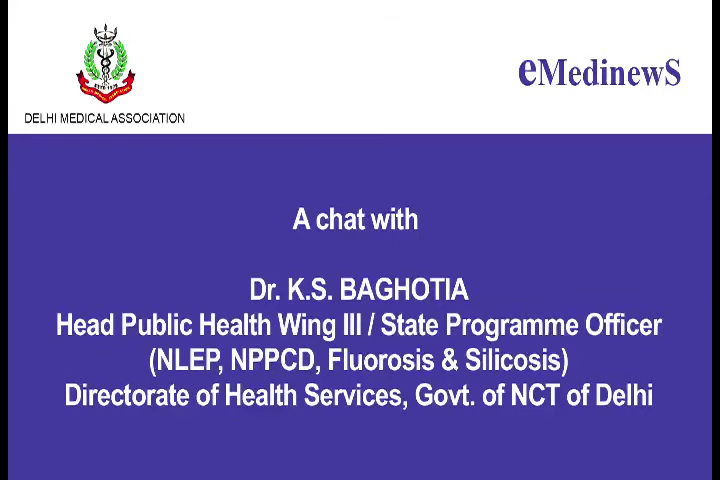 DELHI MEDICAL ASSOCIATION
eMedinewS
A chat with
Dr. K.S. BAGHOTIA
Head Public Health Wing III / State Programme Officer
(NLEP, NPPCD, Fluorosis & Silicosis)
Directorate of Health Services, Govt. of NCT of Delhi